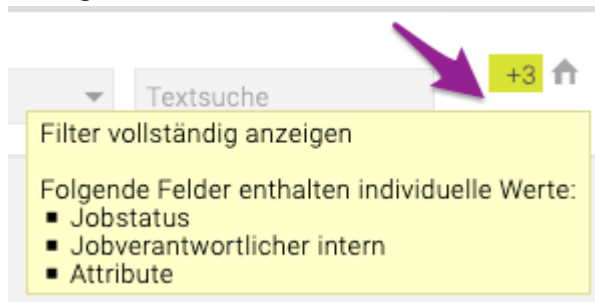 Textsuche
+3
Filter vollständig anzeigen
Folgende Felder enthalten individuelle Werte:
▪ Jobstatus
▪ Jobverantwortlicher intern
▪ Attribute